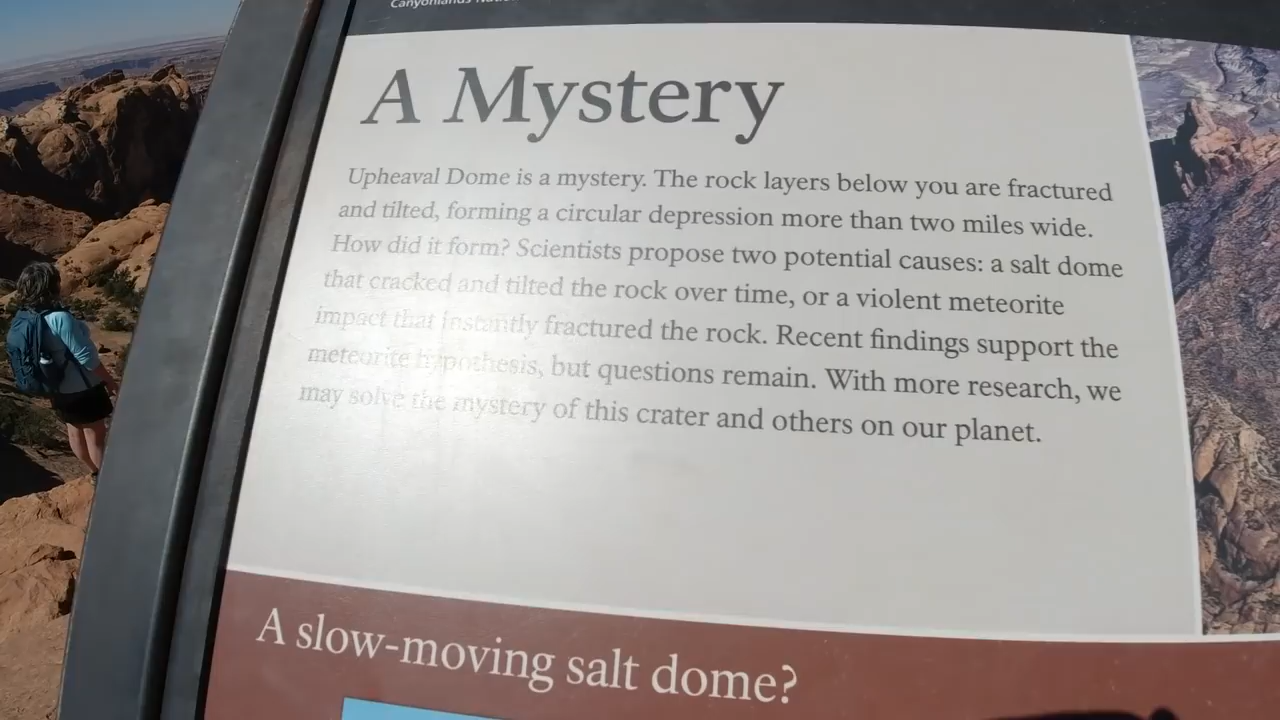 Canyonlands
A Mystery
Upheaval Dome is a mystery. The rock layers below you are fractured
and tilted, forming a circular depression more than two miles wide.
How did it form? Scientists propose two potential causes: a salt dome
that cracked and tilted the rock over time, or a violent meteorite
impact that instantly fractured the rock. Recent findings support the
meteorite hypothesis, but questions remain. With more research, we
may solve the mystery of this crater and others on our planet.
A slow-moving salt dome?